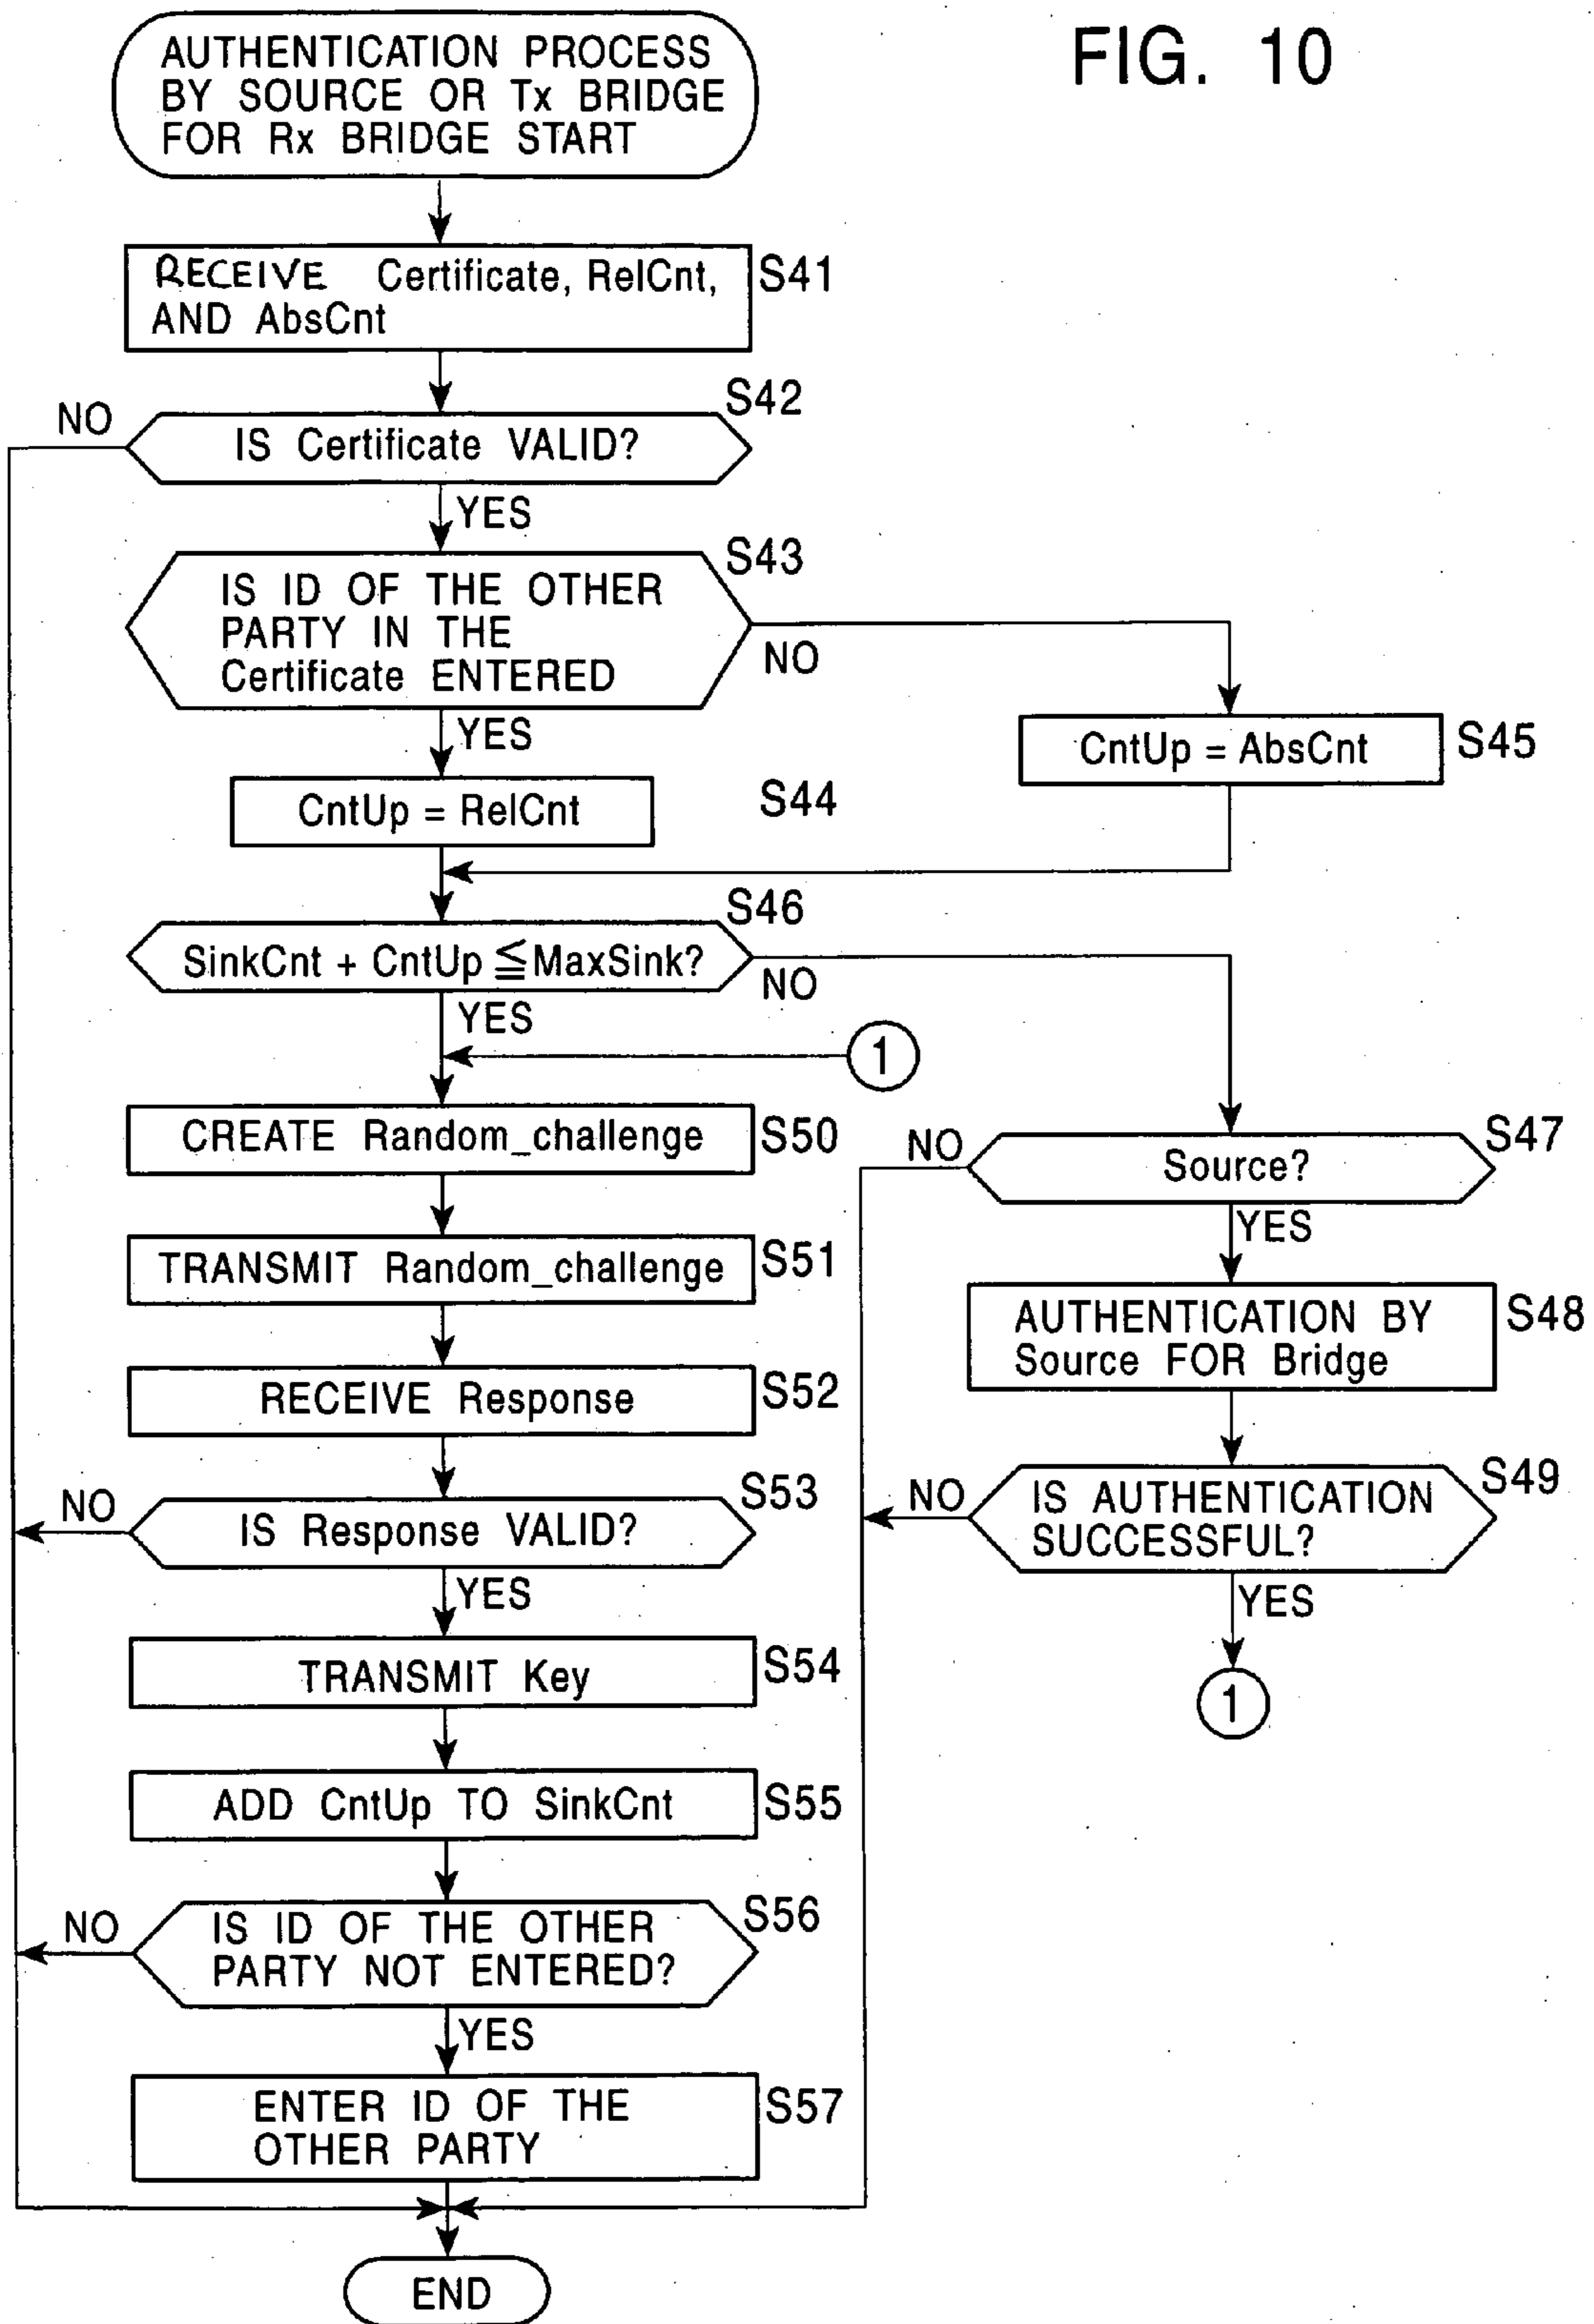 FIG. 10
AUTHENTICATION PROCESS
BY SOURCE OR Tx BRIDGE
FOR Rx BRIDGE START
RECEIVE Certificate, RelCnt,
AND AbsCnt
S41
S42
NO
IS Certificate VALID?
YES
S43
IS ID OF THE OTHER
PARTY IN THE
Certificate ENTERED
NO
YES
CntUp = AbsCnt
S45
CntUp = RelCnt
S44
S46
SinkCnt + CntUp ≦ MaxSink?
NO
YES
1
CREATE Random_challenge
S50
NO
Source?
S47
YES
TRANSMIT Random_challenge
S51
AUTHENTICATION BY
Source FOR Bridge
S48
RECEIVE Response
S52
NO
IS Response VALID?
S53
NO
IS AUTHENTICATION
SUCCESSFUL?
S49
YES
YES
TRANSMIT Key
S54
1
ADD CntUp TO SinkCnt
S55
NO
IS ID OF THE OTHER
PARTY NOT ENTERED?
S56
YES
ENTER ID OF THE
OTHER PARTY
S57
END